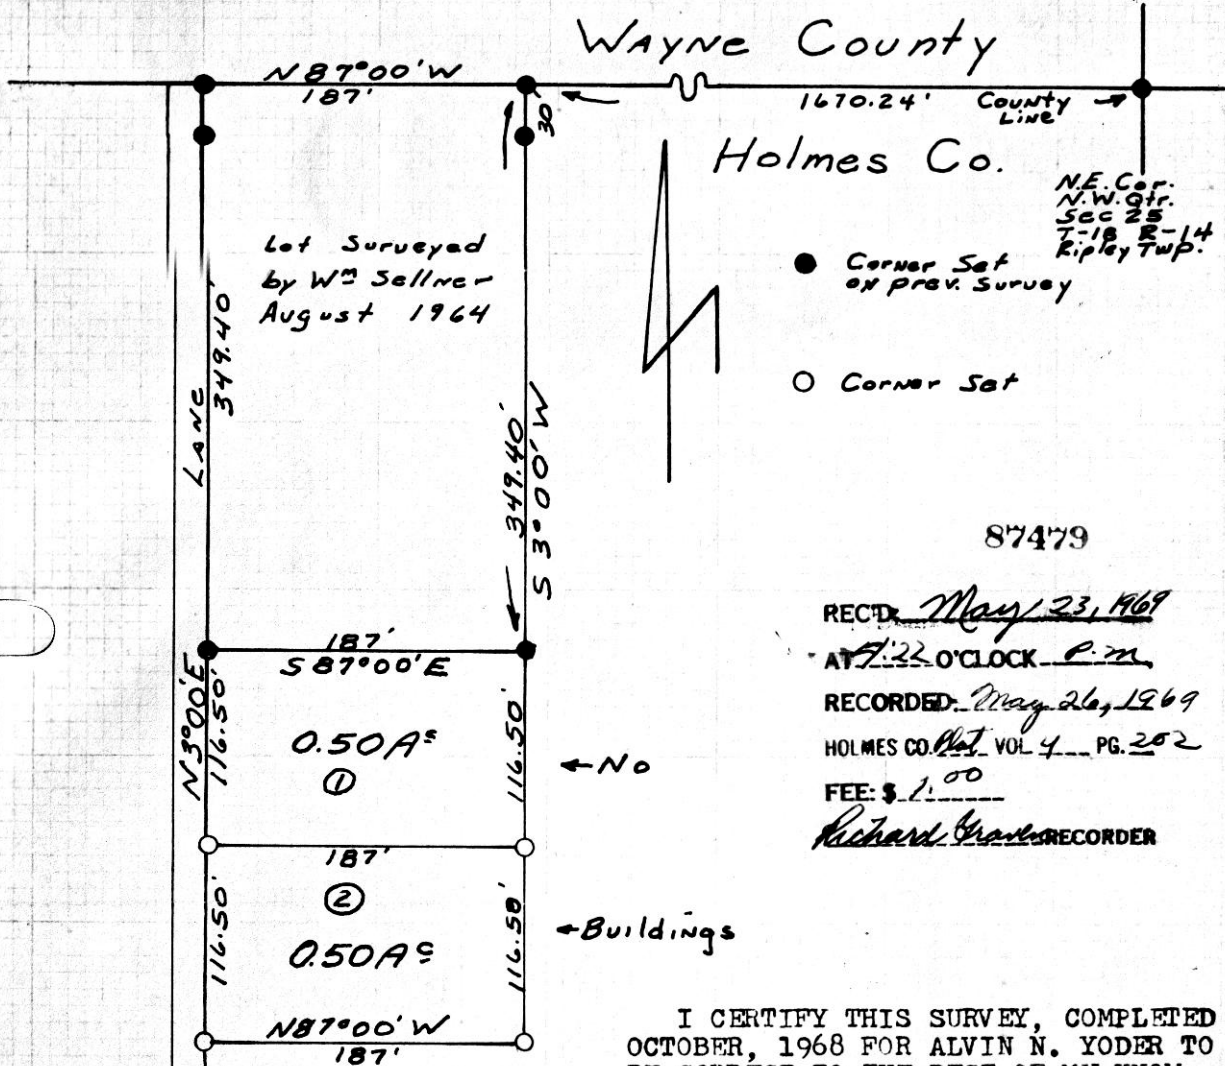 Wayne County
N 87°00' W
187'
30'
1670.24'
County
Line
Holmes Co.
N.E. Cor.
N.W. Qtr.
Sec 25
T-18 R-14
Ripley Twp.
Lot Surveyed
by Wm Sellner
August 1964
Corner Set
on prev. Survey
Corner Set
LANE
349.40'
349.40'
S 3°00' W
87479
REC'D. May 23, 1969
AT :22 O'CLOCK P.m.
RECORDED: May 26, 1969
HOLMES CO. Plat VOL 4 PG. 202
FEE: $ 1.00
Richard RECORDER
187'
S 87°00' E
N 3°00' E
116.50'
0.50 Ac
1
116.50'
No
187'
2
116.50'
0.50 Ac
116.50'
Buildings
N 87°00' W
187'
I CERTIFY THIS SURVEY, COMPLETED
OCTOBER, 1968 FOR ALVIN N. YODER TO